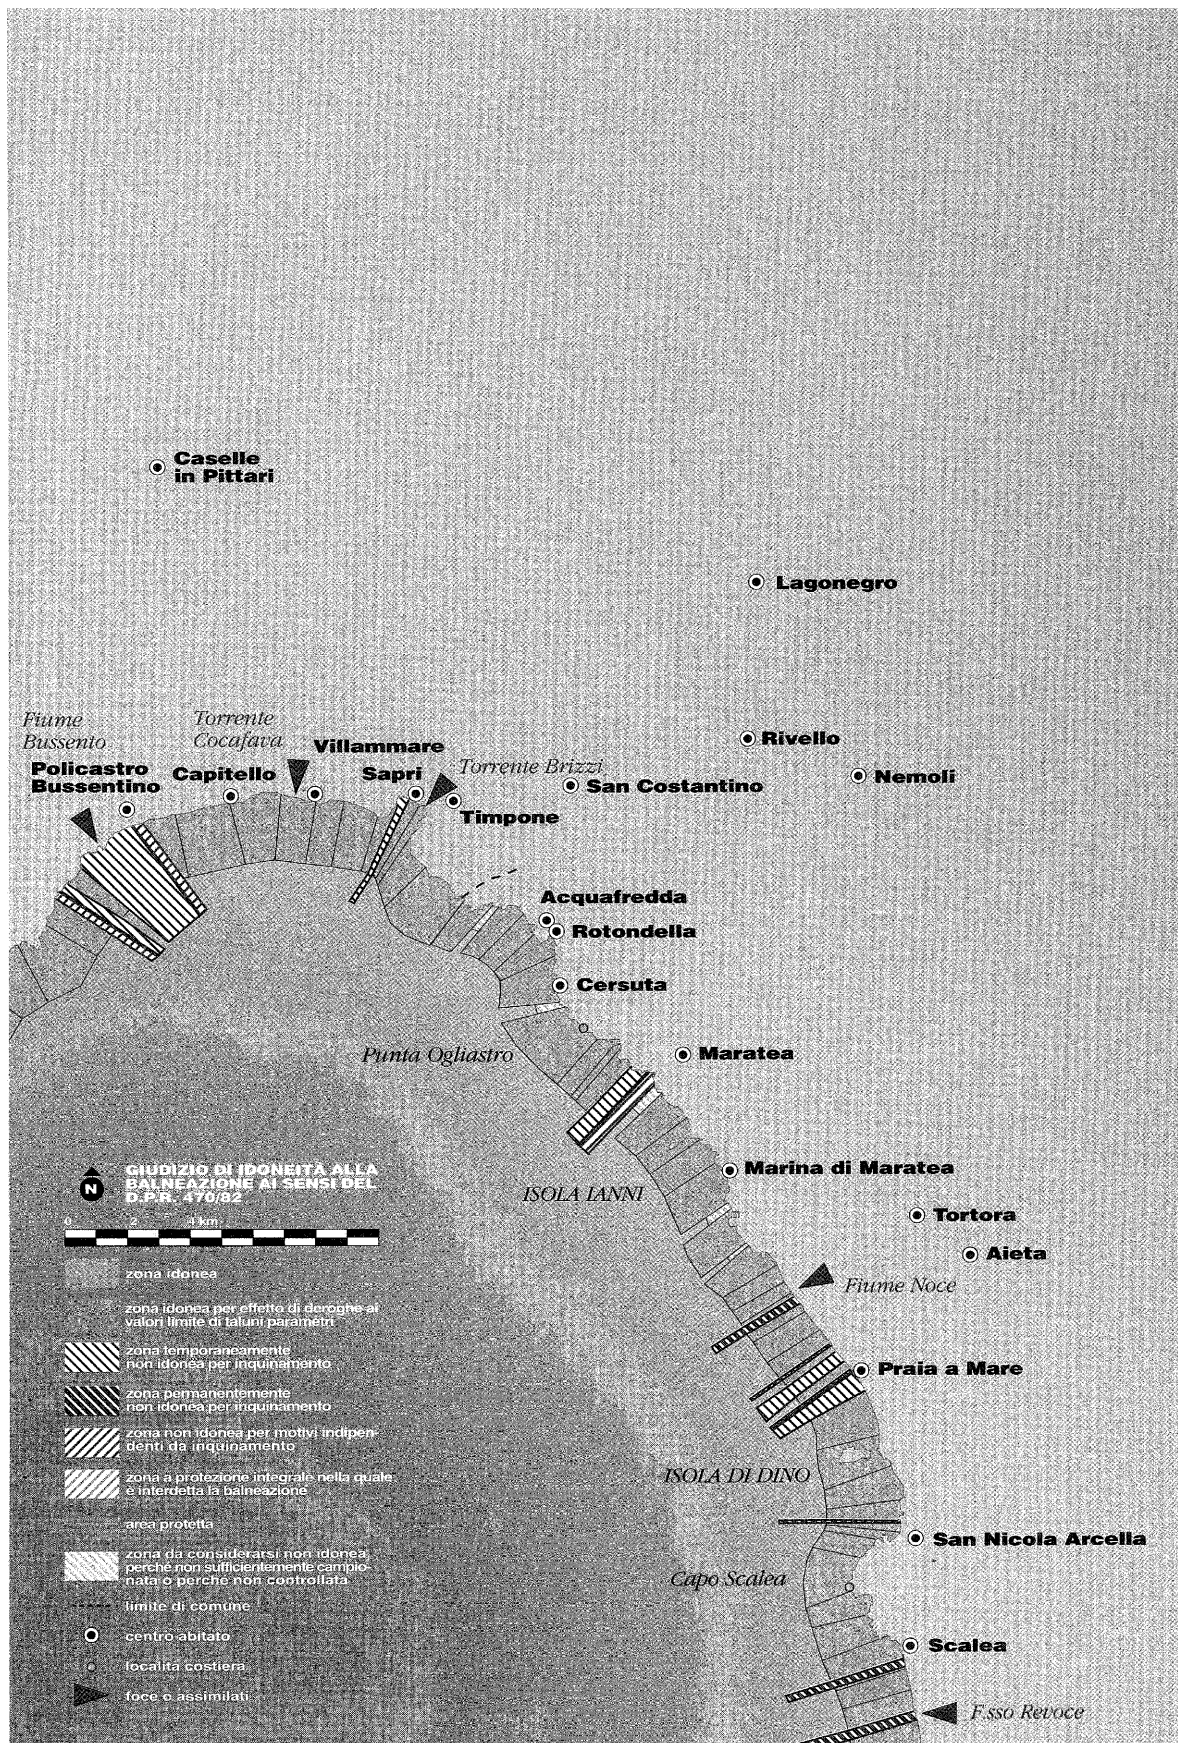 Caselle
in Pittari
Lagonegro
Fiume
Bussento
Torrente
Cocafava
Villammare
Rivello
Policastro
Bussentino
Capitello
Sapri
Torrente Brizzi
San Costantino
Nemoli
Timpone
Acquafredda
Rotondella
Cersuta
Punta Ogliastro
Maratea
GIUDIZIO DI IDONEITÀ ALLA
BALNEAZIONE AI SENSI DEL
D.P.R. 470/82
N
Marina di Maratea
ISOLA IANNI
0 2 4 km
Tortora
Aieta
zona idonea
Fiume Noce
zona idonea per effetto di deroghe ai
valori limite di taluni parametri
zona temporaneamente
non idonea per inquinamento
Praia a Mare
zona permanentemente
non idonea per inquinamento
zona non idonea per motivi indipen-
denti da inquinamento
ISOLA DI DINO
zona a protezione integrale nella quale
è interdetta la balneazione
area protetta
San Nicola Arcella
zona da considerarsi non idonea
perché non sufficientemente campio-
nata o perché non controllata
Capo Scalea
limite di comune
centro abitato
Scalea
località costiera
foce o assimilati
F.sso Revoce